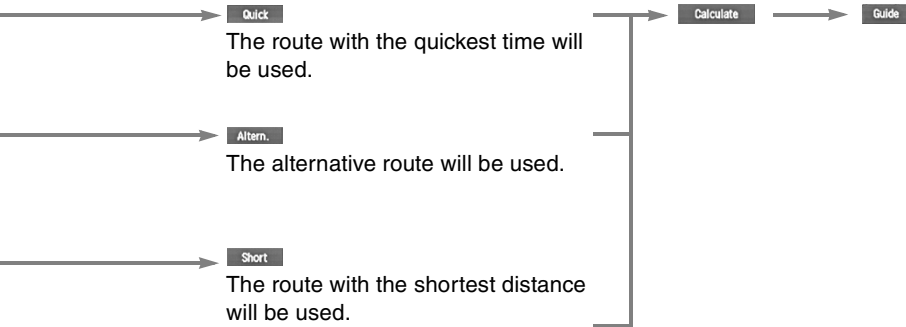 Quick
The route with the quickest time will
be used.
Calculate
Guide
Altern.
The alternative route will be used.
Short
The route with the shortest distance
will be used.